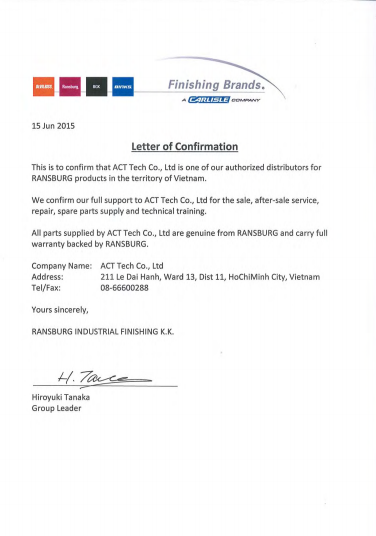 DEVILBISS Ransburg BGK BINKS
Finishing Brands.
A CARLISLE COMPANY
15 Jun 2015
Letter of Confirmation
This is to confirm that ACT Tech Co., Ltd is one of our authorized distributors for
RANSBURG products in the territory of Vietnam.
We confirm our full support to ACT Tech Co., Ltd for the sale, after-sale service,
repair, spare parts supply and technical training.
All parts supplied by ACT Tech Co., Ltd are genuine from RANSBURG and carry full
warranty backed by RANSBURG.
Company Name: ACT Tech Co., Ltd
Address: 211 Le Dai Hanh, Ward 13, Dist 11, HoChiMinh City, Vietnam
Tel/Fax: 08-66600288
Yours sincerely,
RANSBURG INDUSTRIAL FINISHING K.K.
H. Tanaka
Hiroyuki Tanaka
Group Leader